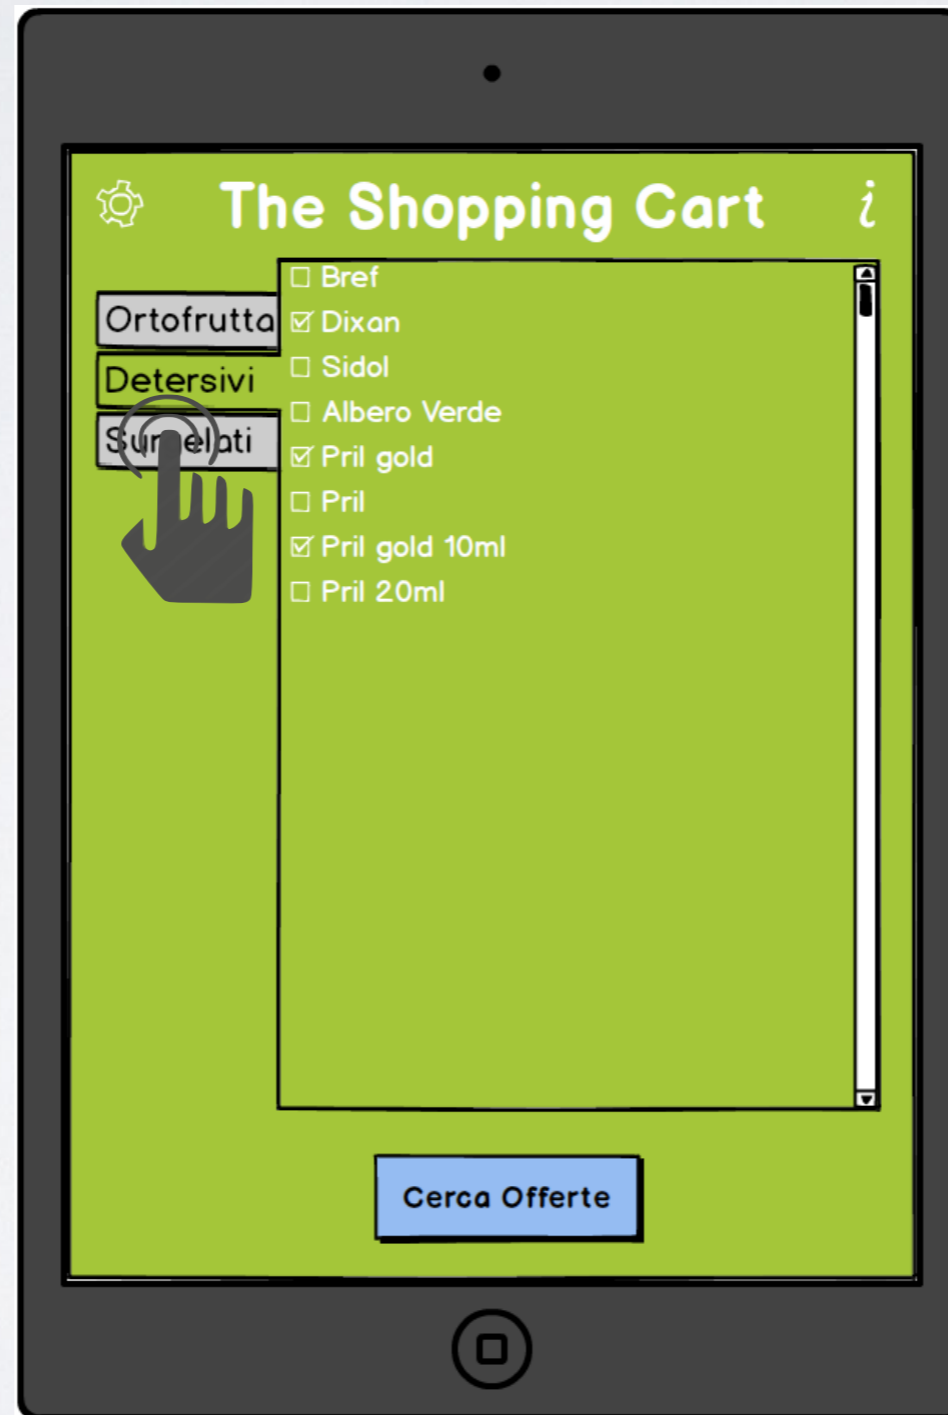 The Shopping Cart
i
Ortofrutta
Detersivi
Surgelati
Bref
Dixan
Sidol
Albero Verde
Pril gold
Pril
Pril gold 10ml
Pril 20ml
Cerca Offerte